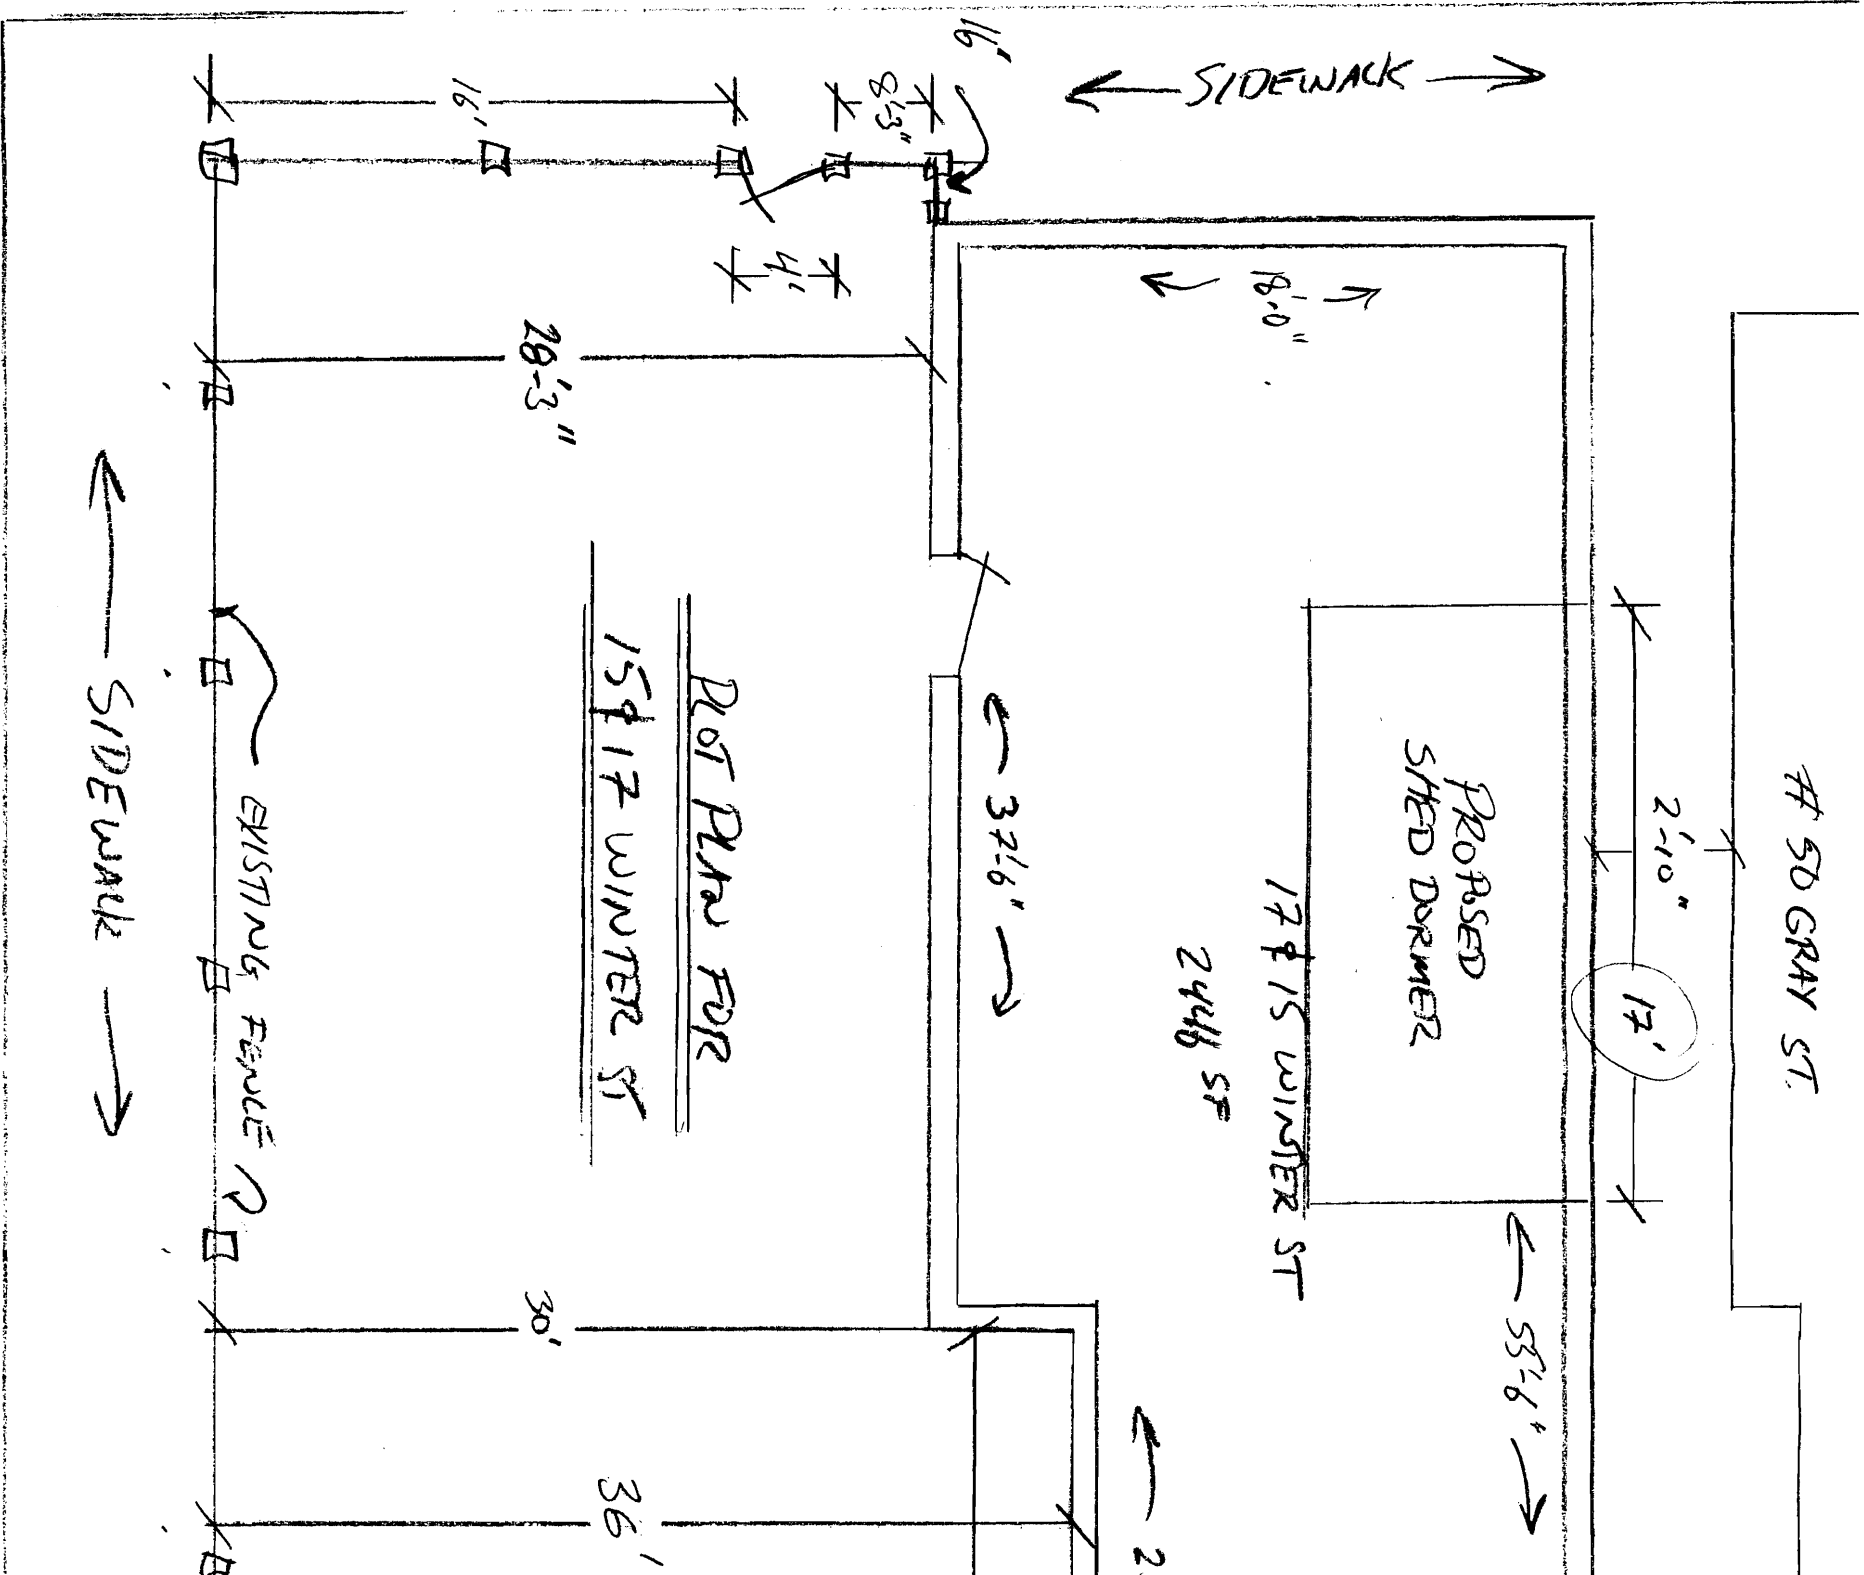 SIDEWALK
16"
16'
8'-3"
4'
18'-0"
28'-3"
# 50 GRAY ST.
2'-10"
17'
PROPOSED
SHED DORMER
17 & 15 WINTER ST
2446 SF
37'-6"
55'-6"
PLOT PLAN FOR
15 & 17 WINTER ST
EXISTING FENCE
SIDEWALK
30'
36'